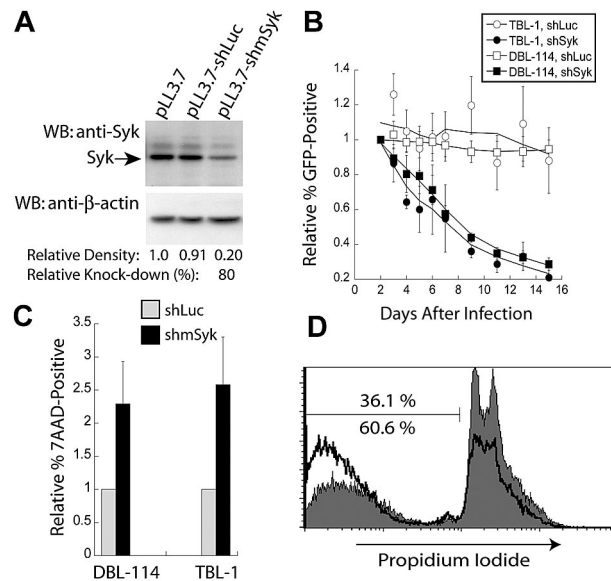 A
pLL3.7
pLL3.7-shLuc
pLL3.7-shmSyk
WB: anti-Syk
Syk
WB: anti-β-actin
Relative Density: 1.0 0.91 0.20
Relative Knock-down (%): 80
B
TBL-1, shLuc
TBL-1, shSyk
DBL-114, shLuc
DBL-114, shSyk
Relative % GFP-Positive
1.4
1.2
1
0.8
0.6
0.4
0.2
0 2 4 6 8 10 12 14 16
Days After Infection
C
shLuc
shmSyk
Relative % 7AAD-Positive
3.5
3
2.5
2
1.5
1
0.5
0
DBL-114 TBL-1
D
36.1 %
60.6 %
Propidium Iodide